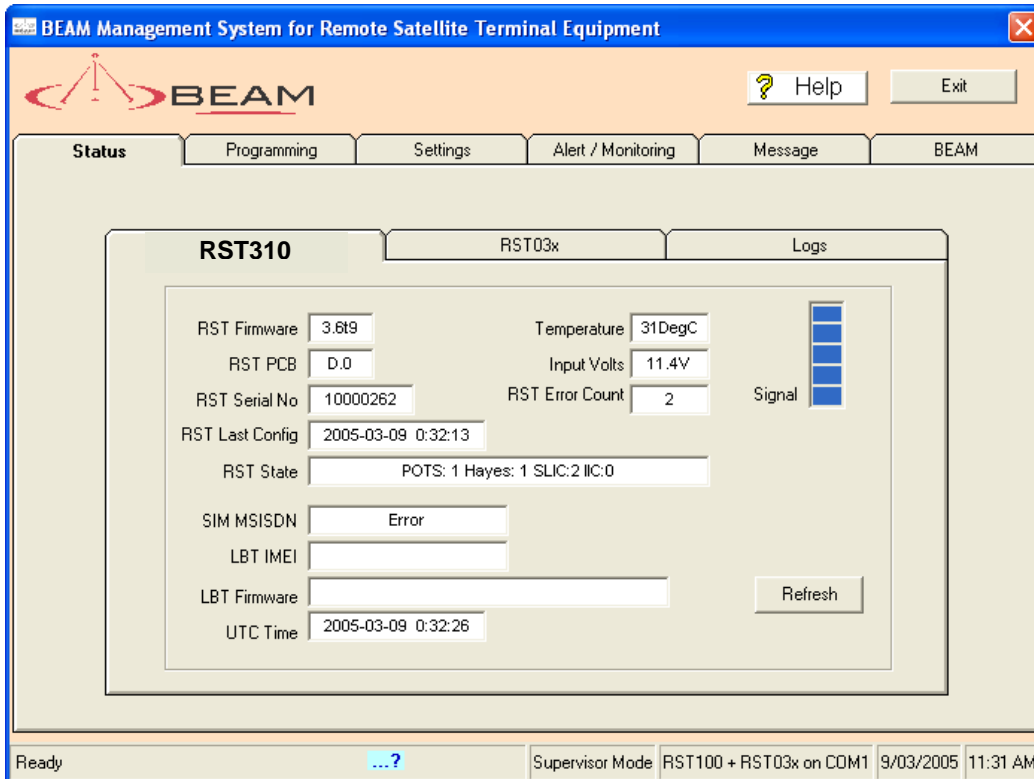 BEAM Management System for Remote Satellite Terminal Equipment
BEAM
? Help
Exit
Status
Programming
Settings
Alert / Monitoring
Message
BEAM
RST310
RST03x
Logs
RST Firmware 3.6t9
Temperature 31DegC
RST PCB D.0
Input Volts 11.4V
RST Serial No 10000262
RST Error Count 2
Signal
RST Last Config 2005-03-09 0:32:13
RST State POTS: 1 Hayes: 1 SLIC:2 IIC:0
SIM MSISDN Error
LBT IMEI
LBT Firmware
Refresh
UTC Time 2005-03-09 0:32:26
Ready
...?
Supervisor Mode
RST100 + RST03x on COM1
9/03/2005
11:31 AM